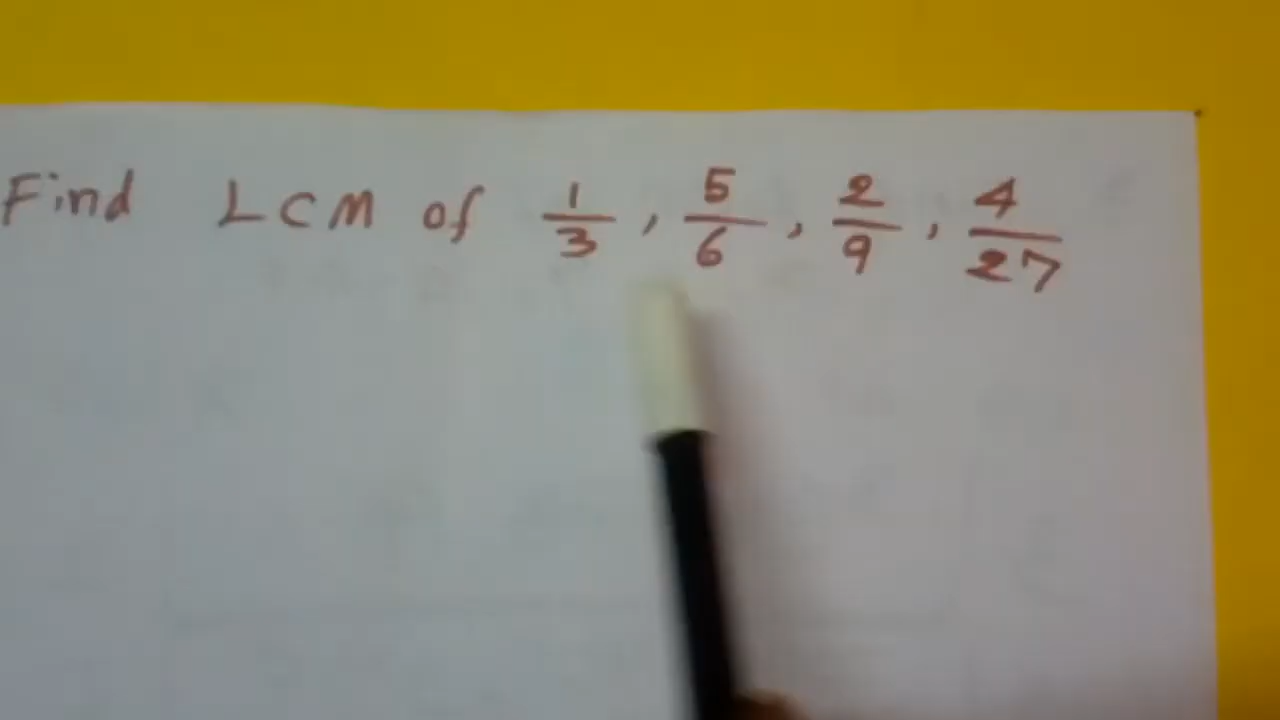 Find LCM of 1/3, 5/6, 2/9, 4/27